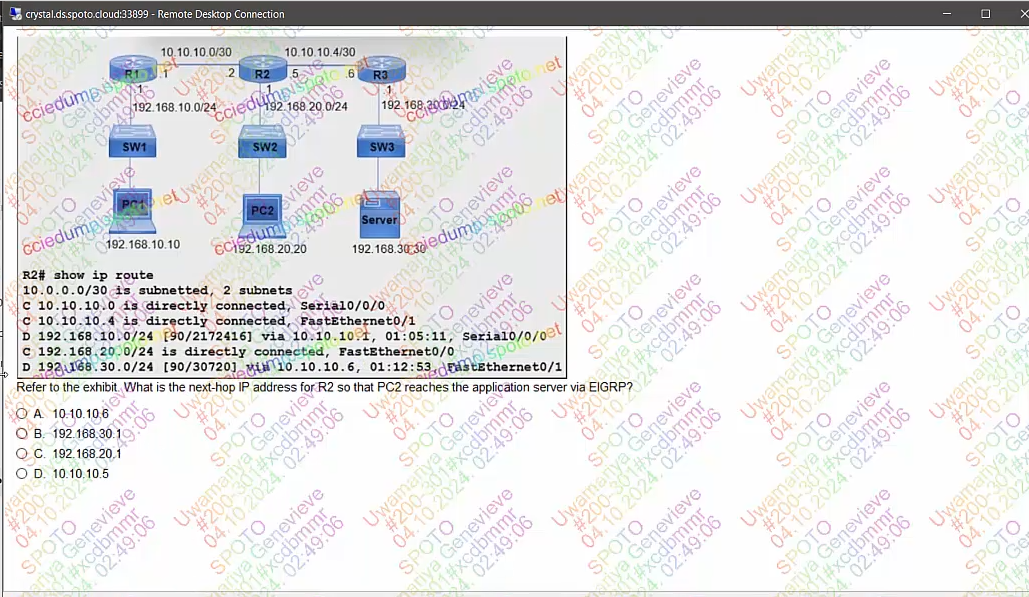 crystal.ds.spoto.cloud:33899 - Remote Desktop Connection
10.10.10.0/30 10.10.10.4/30
R1 .1 .2 R2 .5 .6 R3
.1 1 1
192.168.10.0/24 192.168.20.0/24 192.168.30.0/24
SW1 SW2 SW3
PC1 PC2 Server
192.168.10.10 192.168.20.20 192.168.30.30
R2# show ip route
10.0.0.0/30 is subnetted, 2 subnets
C 10.10.10.0 is directly connected, Serial0/0/0
C 10.10.10.4 is directly connected, FastEthernet0/1
D 192.168.10.0/24 [90/2172416] via 10.10.10.1, 01:05:11, Serial0/0/0
C 192.168.20.0/24 is directly connected, FastEthernet0/0
D 192.168.30.0/24 [90/30720] via 10.10.10.6, 01:12:53, FastEthernet0/1
Refer to the exhibit. What is the next-hop IP address for R2 so that PC2 reaches the application server via EIGRP?
A. 10.10.10.6
B. 192.168.30.1
C. 192.168.20.1
D. 10.10.10.5
cciedump.spoto.net
SPOTO Genevieve
Uwamanya
04.10.2024
02:49:06